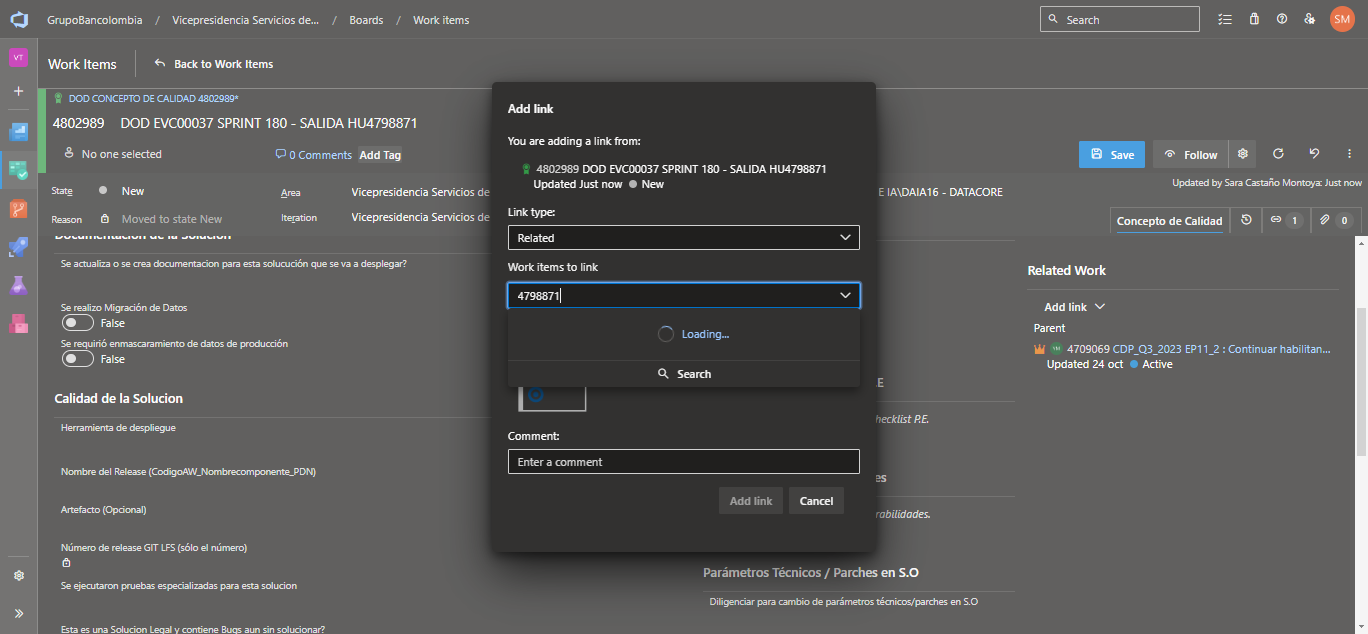 GrupoBancolombia / Vicepresidencia Servicios de... / Boards / Work items
Search
SM
VT
Work Items
Back to Work Items
DOD CONCEPTO DE CALIDAD 4802989*
4802989 DOD EVC00037 SPRINT 180 - SALIDA HU4798871
No one selected
0 Comments
Add Tag
Save
Follow
State
New
Area
Vicepresidencia Servicios de
E IA\DAIA16 - DATACORE
Updated by Sara Castaño Montoya: Just now
Reason
Moved to state New
Iteration
Vicepresidencia Servicios de
Concepto de Calidad
1
0
Documentacion de la Solucion
Se actualiza o se crea documentacion para esta solucución que se va a desplegar?
Se realizo Migración de Datos
False
Se requirió enmascaramiento de datos de producción
False
Calidad de la Solucion
Herramienta de despliegue
Nombre del Release (CodigoAW_Nombrecomponente_PDN)
Artefacto (Opcional)
Número de release GIT LFS (sólo el número)
Se ejecutaron pruebas especializadas para esta solucion
Esta es una Solucion Legal y contiene Bugs aun sin solucionar?
Add link
You are adding a link from:
4802989 DOD EVC00037 SPRINT 180 - SALIDA HU4798871
Updated Just now New
Link type:
Related
Work items to link
4798871
Loading...
Search
Comment:
Enter a comment
Add link
Cancel
E
hecklist P.E.
es
rabilidades.
Parámetros Técnicos / Parches en S.O
Diligenciar para cambio de parámetros técnicos/parches en S.O
Related Work
Add link
Parent
4709069 CDP_Q3_2023 EP11_2 : Continuar habilitan...
Updated 24 oct Active